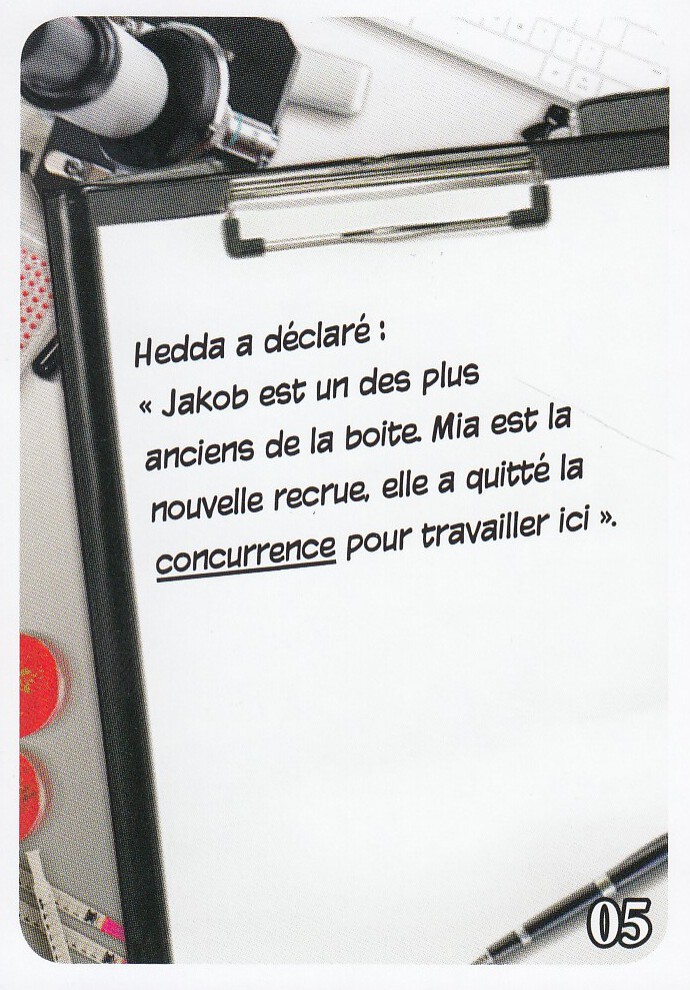 Hedda a déclaré :
« Jakob est un des plus
anciens de la boite. Mia est la
nouvelle recrue, elle a quitté la
concurrence pour travailler ici ».
05